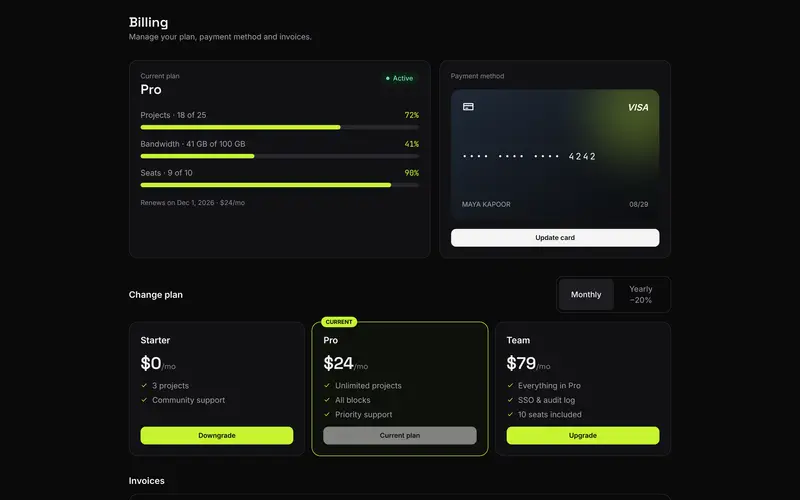 Billing
Manage your plan, payment method and invoices.
Current plan
Active
Pro
Projects · 18 of 25
72%
Bandwidth · 41 GB of 100 GB
41%
Seats · 9 of 10
90%
Renews on Dec 1, 2026 · $24/mo
Payment method
VISA
•••• •••• •••• 4242
MAYA KAPOOR
08/29
Update card
Change plan
Monthly
Yearly
−20%
Starter
$0/mo
3 projects
Community support
Downgrade
CURRENT
Pro
$24/mo
Unlimited projects
All blocks
Priority support
Current plan
Team
$79/mo
Everything in Pro
SSO & audit log
10 seats included
Upgrade
Invoices